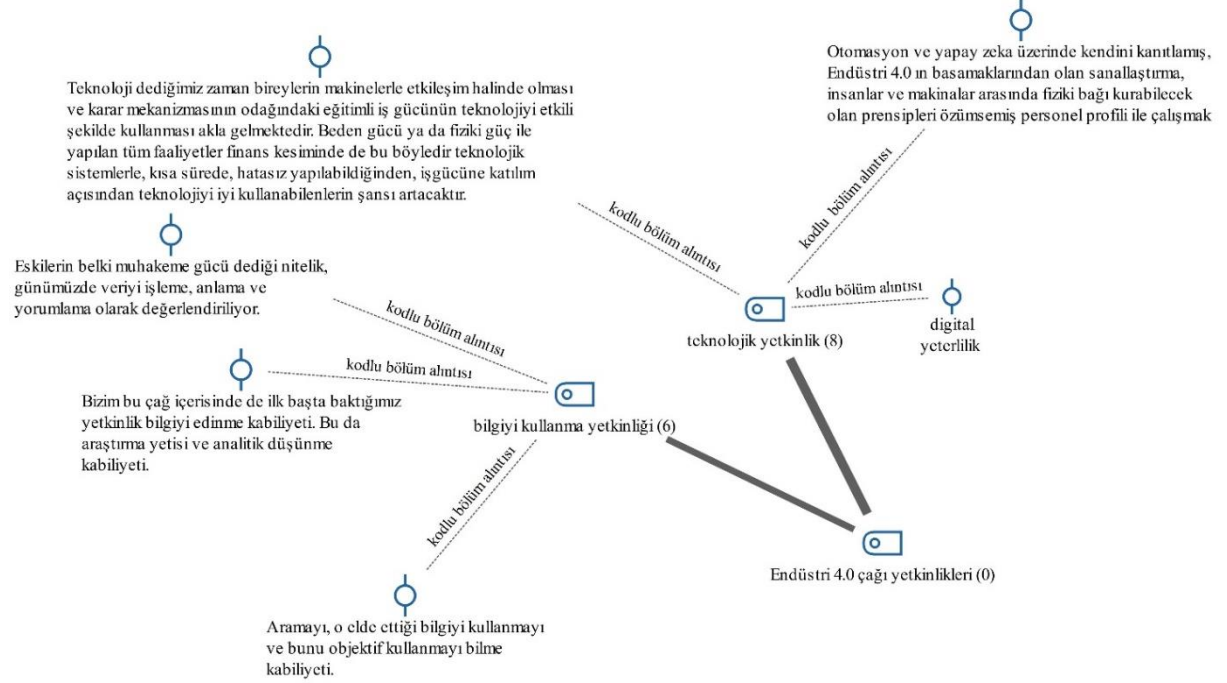 Teknoloji dediğimiz zaman bireylerin makinelerle etkileşim halinde olması
ve karar mekanizmasının odağındaki eğitimli iş gücünün teknolojiyi etkili
şekilde kullanması akla gelmektedir. Beden gücü ya da fiziki güç ile
yapılan tüm faaliyetler finans kesiminde de bu böyledir teknolojik
sistemlerle, kısa sürede, hatasız yapılabildiğinden, işgücüne katılım
açısından teknolojiyi iyi kullanabilenlerin şansı artacaktır.
Otomasyon ve yapay zeka üzerinde kendini kanıtlamış,
Endüstri 4.0 ın basamaklarından olan sanallaştırma,
insanlar ve makinalar arasında fiziki bağı kurabilecek
olan prensipleri özümsemiş personel profili ile çalışmak
kodlu bölüm alıntısı
kodlu bölüm alıntısı
Eskilerin belki muhakeme gücü dediği nitelik,
günümüzde veriyi işleme, anlama ve
yorumlama olarak değerlendiriliyor.
kodlu bölüm alıntısı
kodlu bölüm alıntısı
digital
yeterlilik
teknolojik yetkinlik (8)
kodlu bölüm alıntısı
Bizim bu çağ içerisinde de ilk başta baktığımız
yetkinlik bilgiyi edinme kabiliyeti. Bu da
araştırma yetisi ve analitik düşünme
kabiliyeti.
bilgiyi kullanma yetkinliği (6)
kodlu bölüm alıntısı
Endüstri 4.0 çağı yetkinlikleri (0)
Aramayı, o elde ettiği bilgiyi kullanmayı
ve bunu objektif kullanmayı bilme
kabiliyeti.